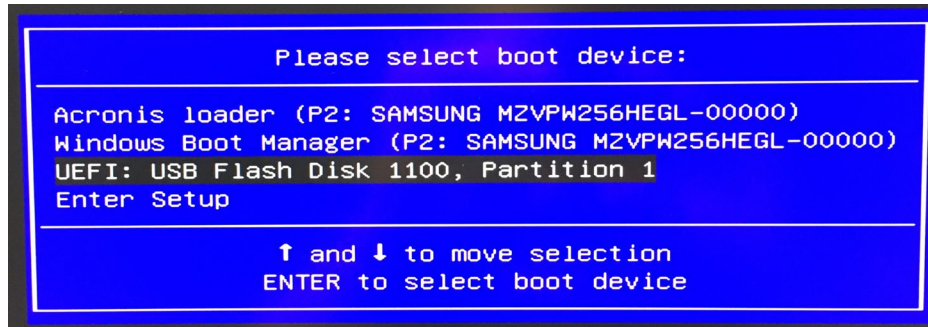 Please select boot device:
Acronis loader (P2: SAMSUNG MZVPW256HEGL-00000)
Windows Boot Manager (P2: SAMSUNG MZVPW256HEGL-00000)
UEFI: USB Flash Disk 1100, Partition 1
Enter Setup
↑ and ↓ to move selection
ENTER to select boot device